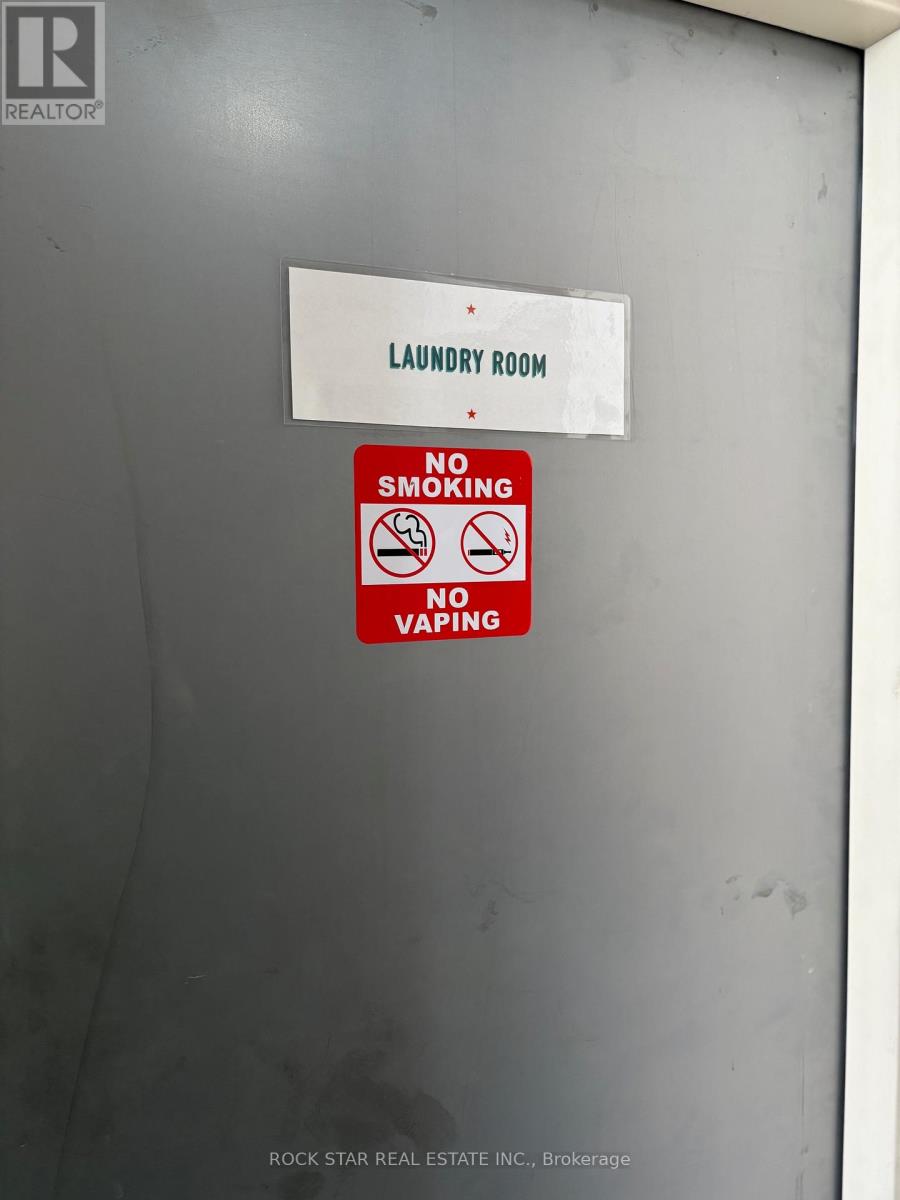 R
REALTOR®
LAUNDRY ROOM
NO
SMOKING
NO
VAPING
ROCK STAR REAL ESTATE INC., Brokerage